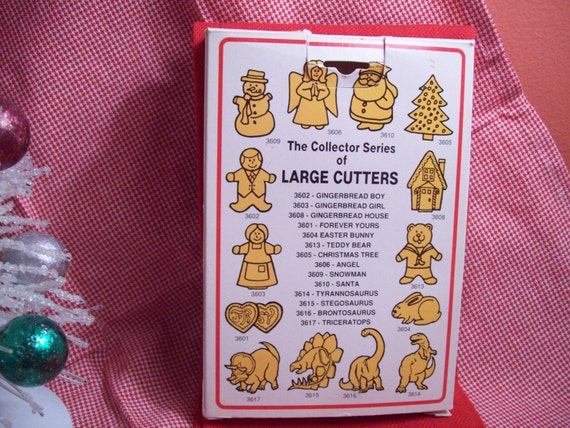 3609
3606
3610
3605
The Collector Series
of
LARGE CUTTERS
3602 - GINGERBREAD BOY
3603 - GINGERBREAD GIRL
3608 - GINGERBREAD HOUSE
3601 - FOREVER YOURS
3604 EASTER BUNNY
3613 - TEDDY BEAR
3605 - CHRISTMAS TREE
3606 - ANGEL
3609 - SNOWMAN
3610 - SANTA
3614 - TYRANNOSAURUS
3615 - STEGOSAURUS
3616 - BRONTOSAURUS
3617 - TRICERATOPS
3602
3608
3603
3613
3601
3604
3617
3615
3616
3614